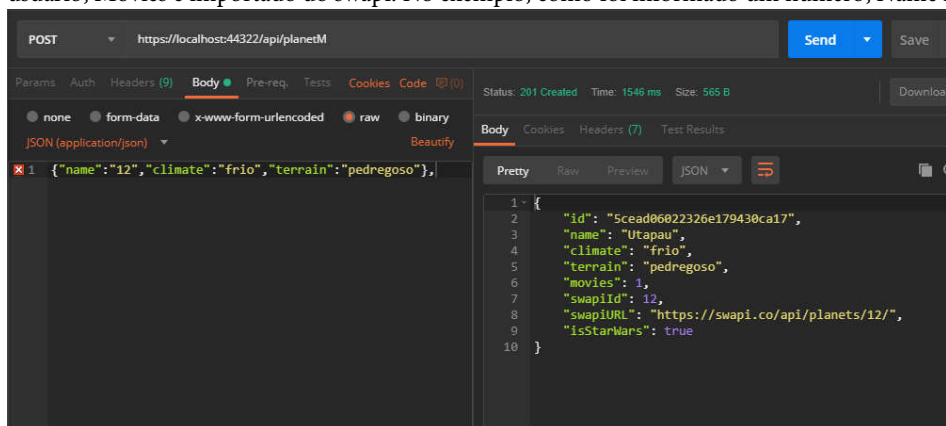 usuário, Movies é importado do swapi. No exemplo, como foi informado um número, Name
POST https://localhost:44322/api/planetM Send Save
Params Auth Headers (9) Body Pre-req. Tests Cookies Code (0)
Status: 201 Created Time: 1546 ms Size: 565 B Downloa
none form-data x-www-form-urlencoded raw binary
Body Cookies Headers (7) Test Results
JSON (application/json) Beautify
Pretty Raw Preview JSON
1 {"name":"12","climate":"frio","terrain":"pedregoso"},
1 {
2 "id": "5cead06022326e179430ca17",
3 "name": "Utapau",
4 "climate": "frio",
5 "terrain": "pedregoso",
6 "movies": 1,
7 "swapiId": 12,
8 "swapiURL": "https://swapi.co/api/planets/12/",
9 "isStarWars": true
10 }